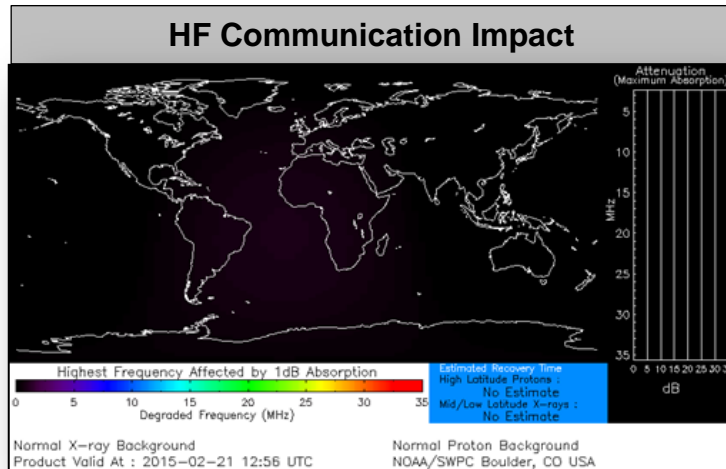 HF Communication Impact
Attenuation
(Maximum Absorption)
5
10
15
20
25
30
35
MHz
0 5 10 15 20 25 30
dB
Highest Frequency Affected by 1dB Absorption
0 5 10 15 20 25 30 35
Degraded Frequency (MHz)
Estimated Recovery Time
High Latitude Protons :
No Estimate
Mid/Low Latitude X-rays :
No Estimate
Normal X-ray Background
Product Valid At : 2015-02-21 12:56 UTC
Normal Proton Background
NOAA/SWPC Boulder, CO USA